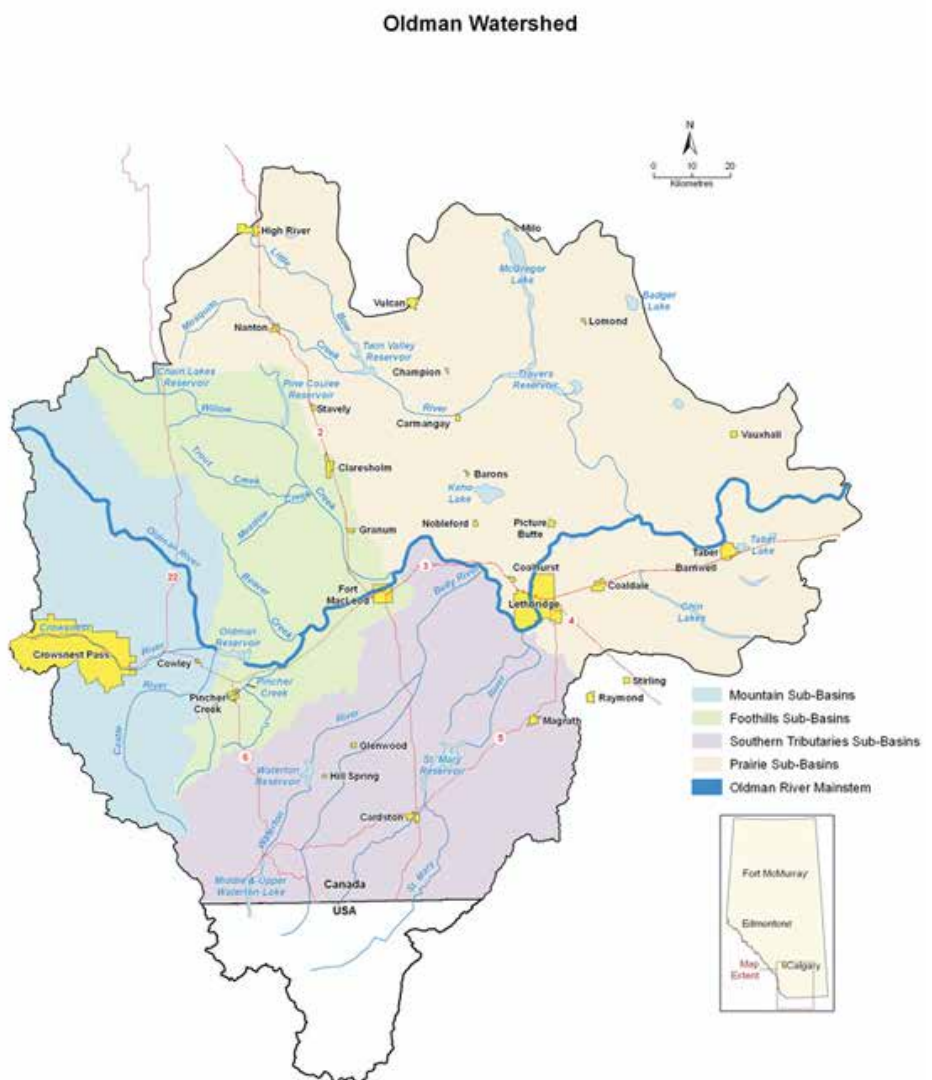 Oldman Watershed
N
0 10 20
Kilometres
High River
Little
Bow
River
Milo
McGregor
Lake
Badger
Lake
Vulcan
Lomond
Mosquito
Creek
Nanton
Twin Valley
Reservoir
Champion
Travers
Reservoir
Chain Lakes
Reservoir
Pine Coulee
Reservoir
Willow
Creek
Stavely
2
Carmangay
Vauxhall
Trout
Creek
Claresholm
Barons
Keho
Lake
Meadow
Creek
Granum
Nobleford
Picture
Butte
Oldman River
22
Beaver
Creek
Fort
MacLeod
3
Belly River
Coalhurst
Lethbridge
Coaldale
Taber
Taber
Lake
Barnwell
Chin
Lakes
4
Crowsnest
River
Crowsnest Pass
Oldman
Reservoir
Cowley
Pincher
Creek
Pincher
Creek
Castle
River
River
Stirling
Raymond
Magrath
5
6
River
Glenwood
St. Mary
Reservoir
Waterton
Reservoir
Hill Spring
Waterton
Cardston
St. Mary
Middle & Upper
Waterton Lake
Canada
USA
Mountain Sub-Basins
Foothills Sub-Basins
Southern Tributaries Sub-Basins
Prairie Sub-Basins
Oldman River Mainstem
Fort McMurray
Edmonton
Calgary
Map
Extent